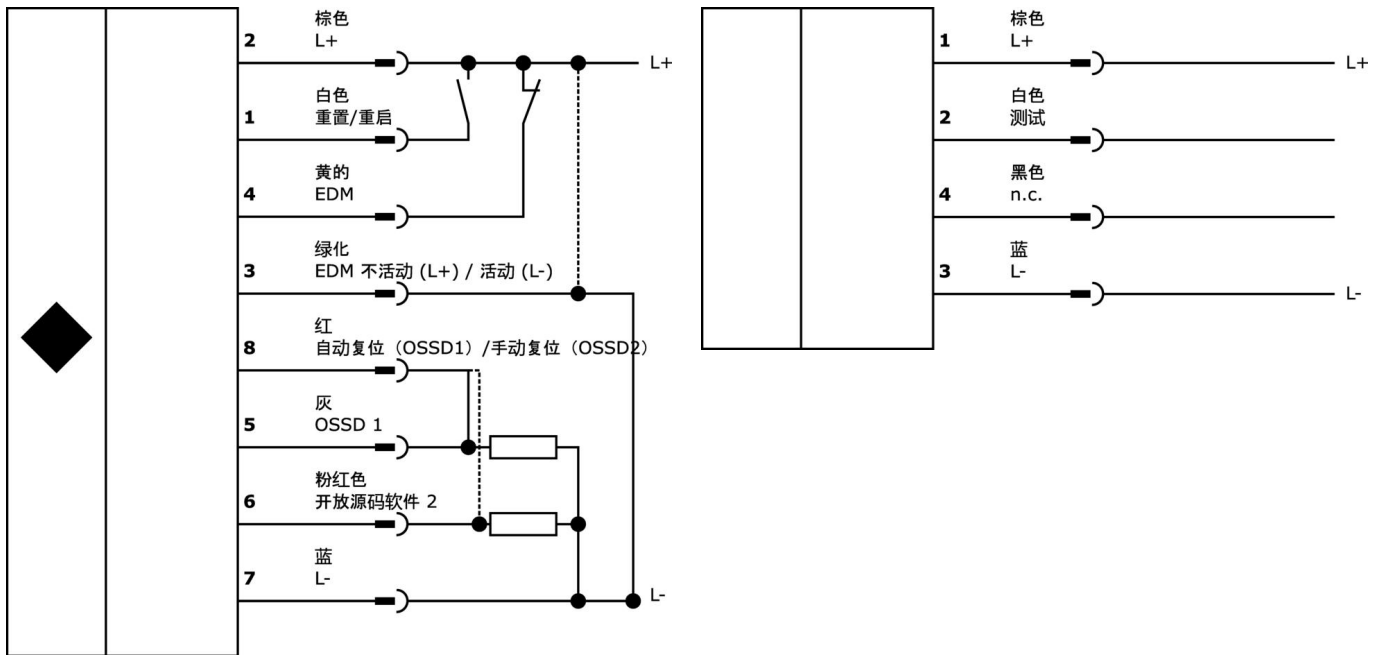 棕色
2 L+
L+
白色
1 重置/重启
黄的
4 EDM
绿化
3 EDM 不活动 (L+) / 活动 (L-)
红
8 自动复位（OSSD1）/手动复位（OSSD2）
灰
5 OSSD 1
粉红色
6 开放源码软件 2
蓝
7 L-
L-
棕色
1 L+
L+
白色
2 测试
黑色
4 n.c.
蓝
3 L-
L-